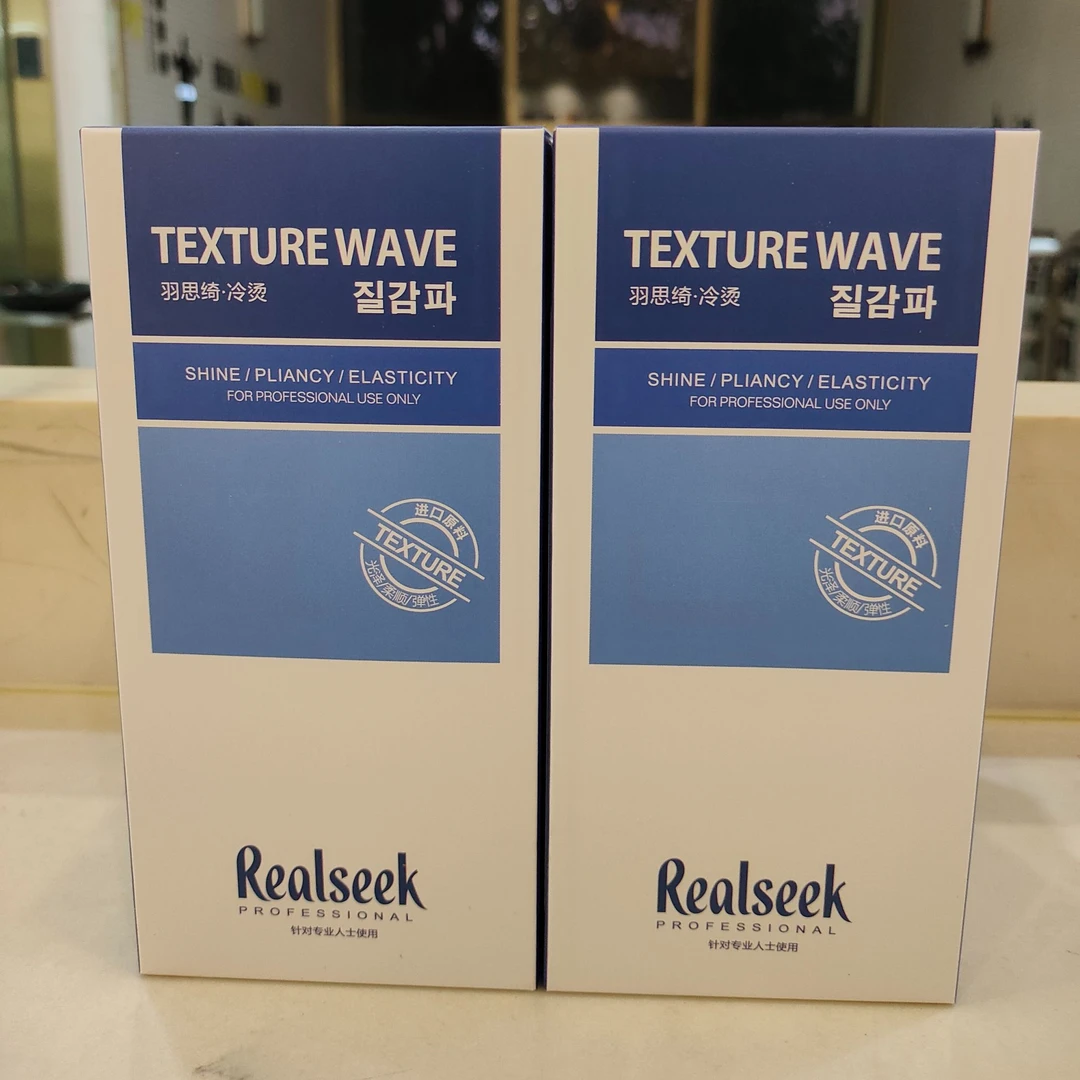 TEXTURE WAVE
羽思绮·冷烫 질감파
SHINE / PLIANCY / ELASTICITY
FOR PROFESSIONAL USE ONLY
进口原料
TEXTURE
光泽/柔顺/弹性
Realseek
PROFESSIONAL
针对专业人士使用
TEXTURE WAVE
羽思绮·冷烫 질감파
SHINE / PLIANCY / ELASTICITY
FOR PROFESSIONAL USE ONLY
进口原料
TEXTURE
光泽/柔顺/弹性
Realseek
PROFESSIONAL
针对专业人士使用